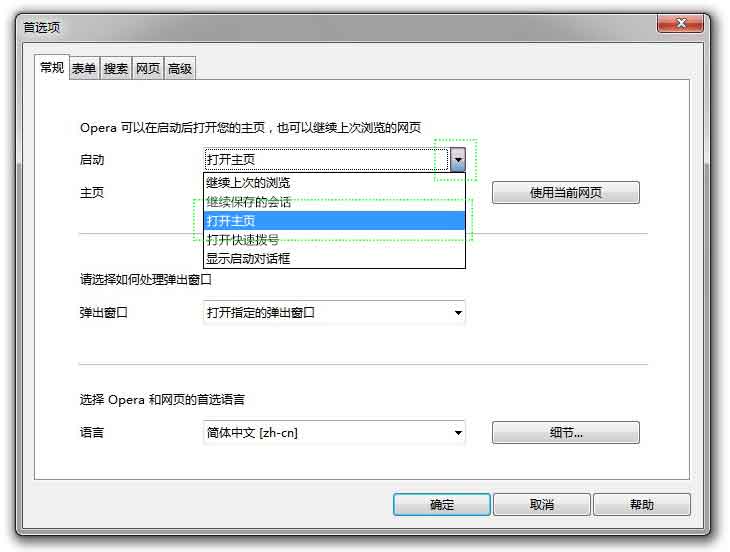 首选项
常规 表单 搜索 网页 高级
Opera 可以在启动后打开您的主页，也可以继续上次浏览的网页
启动 打开主页
继续上次的浏览
主页 使用当前网页
继续保存的会话
打开主页
打开快速拨号
显示启动对话框
请选择如何处理弹出窗口
弹出窗口 打开指定的弹出窗口
选择 Opera 和网页的首选语言
语言 简体中文 [zh-cn] 细节...
确定 取消 帮助